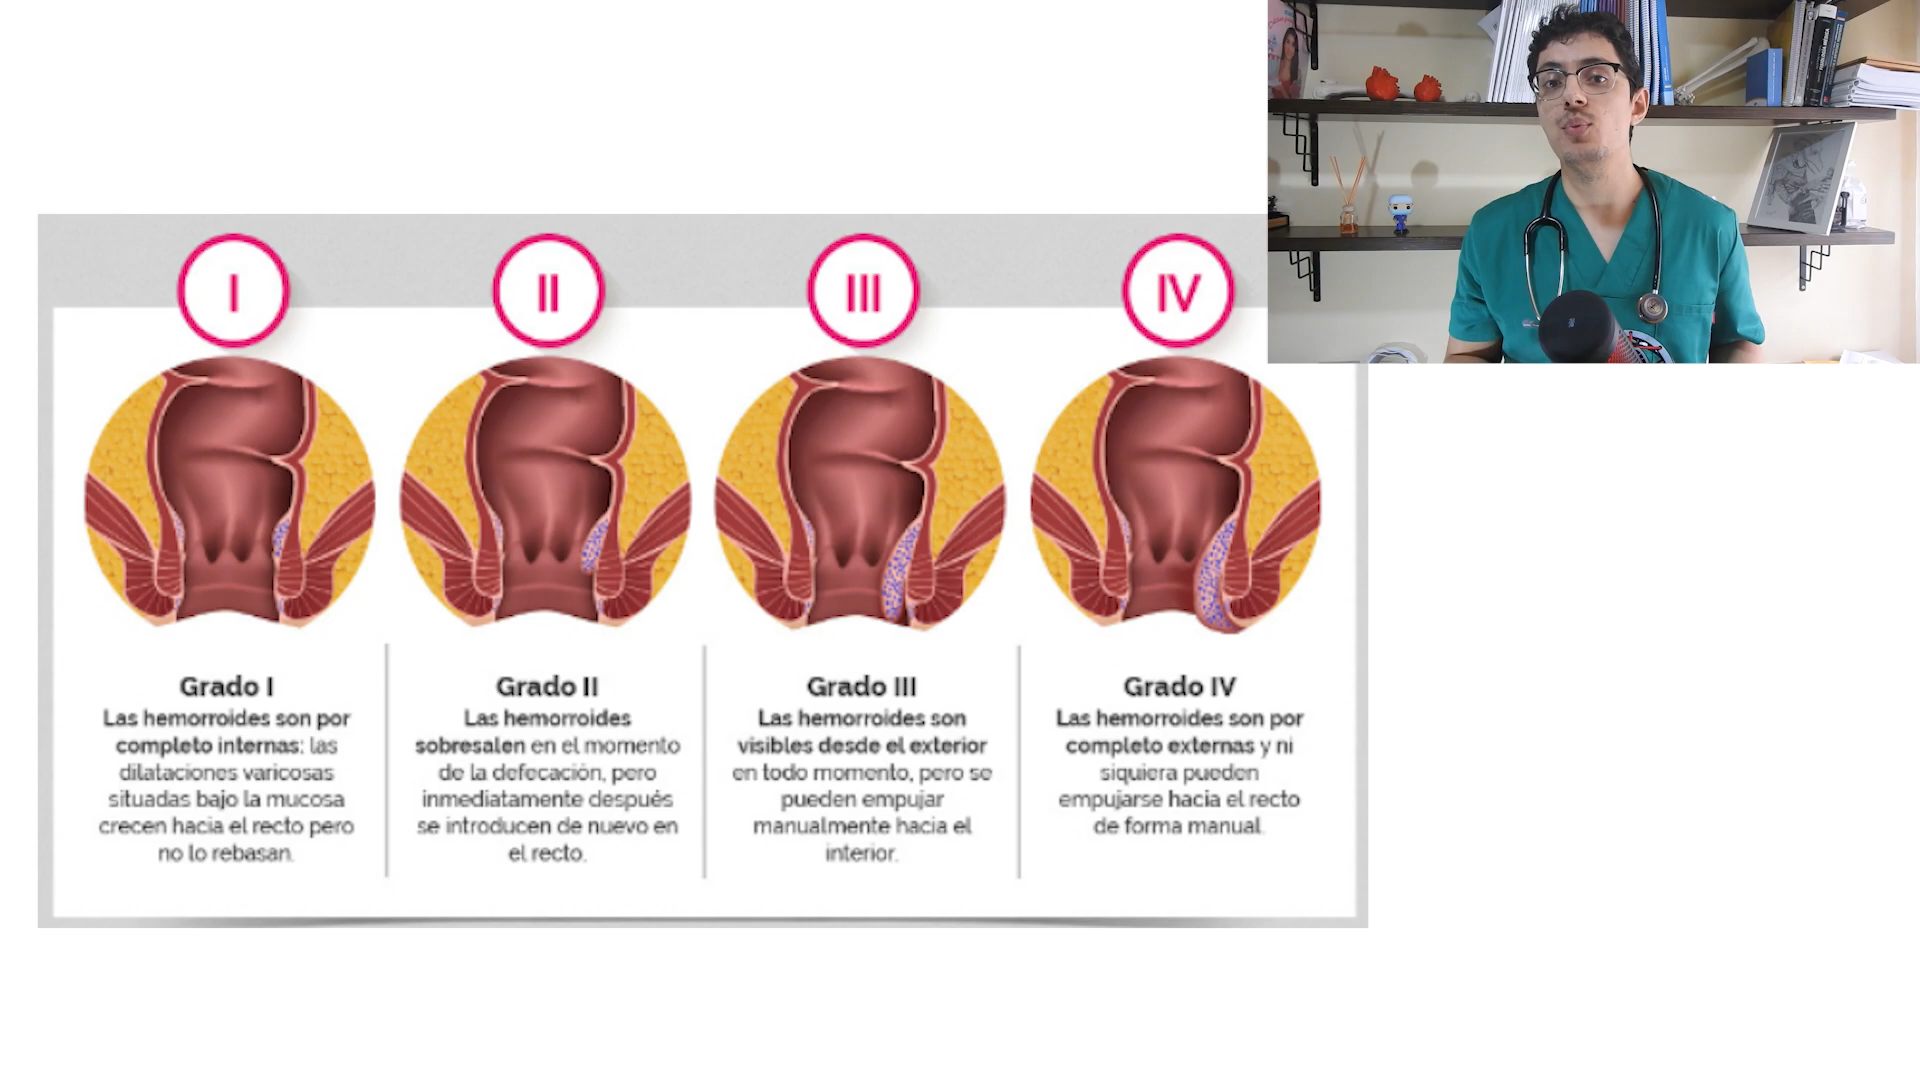 I
II
III
IV
Grado I
Las hemorroides son por
completo internas: las
dilataciones varicosas
situadas bajo la mucosa
crecen hacia el recto pero
no lo rebasan.
Grado II
Las hemorroides
sobresalen en el momento
de la defecación, pero
inmediatamente después
se introducen de nuevo en
el recto.
Grado III
Las hemorroides son
visibles desde el exterior
en todo momento, pero se
pueden empujar
manualmente hacia el
interior.
Grado IV
Las hemorroides son por
completo externas y ni
siquiera pueden
empujarse hacia el recto
de forma manual.